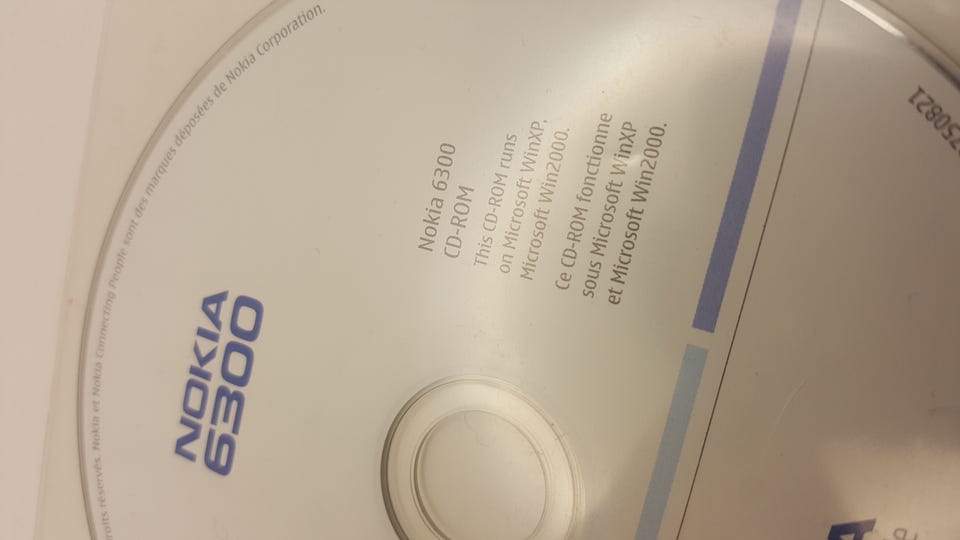 NOKIA
6300
Nokia 6300
CD-ROM
This CD-ROM runs
on Microsoft WinXP,
Microsoft Win2000.
Ce CD-ROM fonctionne
sous Microsoft WinXP
et Microsoft Win2000.
réservés. Nokia et Nokia Connecting People sont des marques déposées de Nokia Corporation.
750821